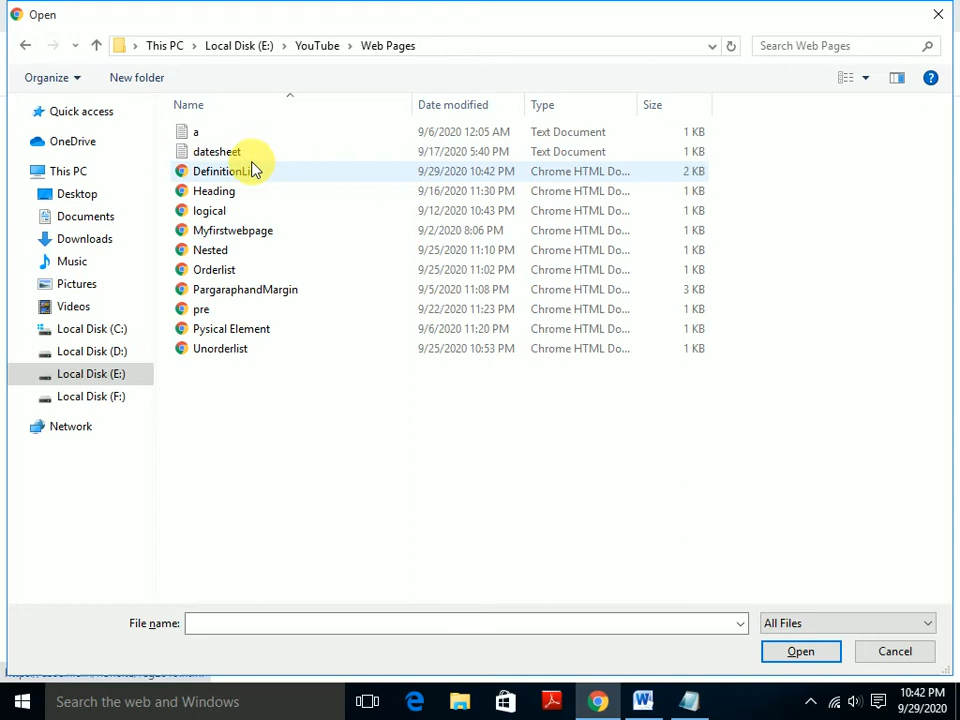 Open
This PC Local Disk (E:) YouTube Web Pages Search Web Pages
Organize New folder
Name Date modified Type Size
Quick access
OneDrive
This PC
Desktop
Documents
Downloads
Music
Pictures
Videos
Local Disk (C:)
Local Disk (D:)
Local Disk (E:)
Local Disk (F:)
Network
a 9/6/2020 12:05 AM Text Document 1 KB
datesheet 9/17/2020 5:40 PM Text Document 1 KB
DefinitionLi 9/29/2020 10:42 PM Chrome HTML Do... 2 KB
Heading 9/16/2020 11:30 PM Chrome HTML Do... 1 KB
logical 9/12/2020 10:43 PM Chrome HTML Do... 1 KB
Myfirstwebpage 9/2/2020 8:06 PM Chrome HTML Do... 1 KB
Nested 9/25/2020 11:10 PM Chrome HTML Do... 1 KB
Orderlist 9/25/2020 11:02 PM Chrome HTML Do... 1 KB
PargaraphandMargin 9/5/2020 11:08 PM Chrome HTML Do... 3 KB
pre 9/22/2020 11:23 PM Chrome HTML Do... 1 KB
Pysical Element 9/6/2020 11:20 PM Chrome HTML Do... 1 KB
Unorderlist 9/25/2020 10:53 PM Chrome HTML Do... 1 KB
File name: All Files
Open Cancel
Search the web and Windows
10:42 PM
9/29/2020